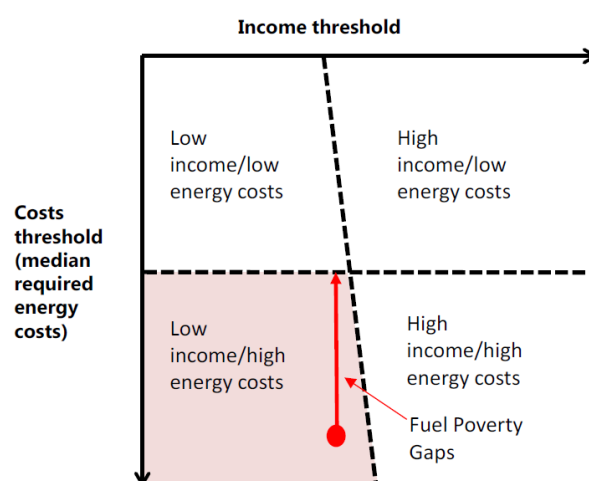 Income threshold
Low
income/low
energy costs
High
income/low
energy costs
Costs
threshold
(median
required
energy
costs)
Low
income/high
energy costs
High
income/high
energy costs
Fuel Poverty
Gaps